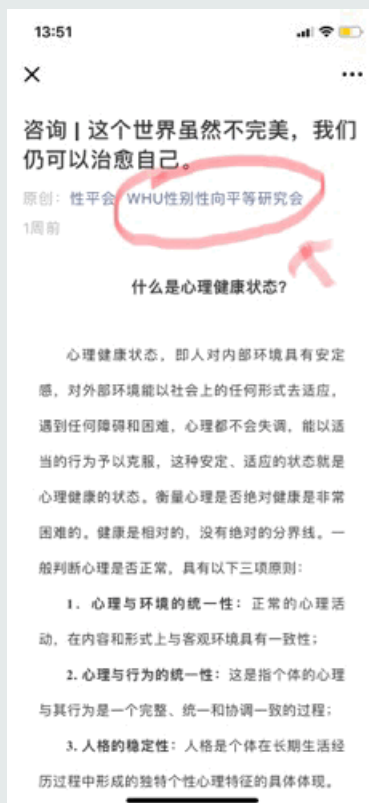 13:51
咨询 | 这个世界虽然不完美，我们
仍可以治愈自己。
原创：性平会 WHU性别性向平等研究会
1周前
什么是心理健康状态?
心理健康状态，即人对内部环境具有安定
感，对外部环境能以社会上的任何形式去适应，
遇到任何障碍和困难，心理都不会失调，能以适
当的行为予以克服，这种安定、适应的状态就是
心理健康的状态。衡量心理是否绝对健康是非常
困难的。健康是相对的，没有绝对的分界线。一
般判断心理是否正常，具有以下三项原则：
1. 心理与环境的统一性：正常的心理活
动，在内容和形式上与客观环境具有一致性；
2. 心理与行为的统一性：这是指个体的心理
与其行为是一个完整、统一和协调一致的过程；
3. 人格的稳定性：人格是个体在长期生活经
历过程中形成的独特个性心理特征的具体体现。